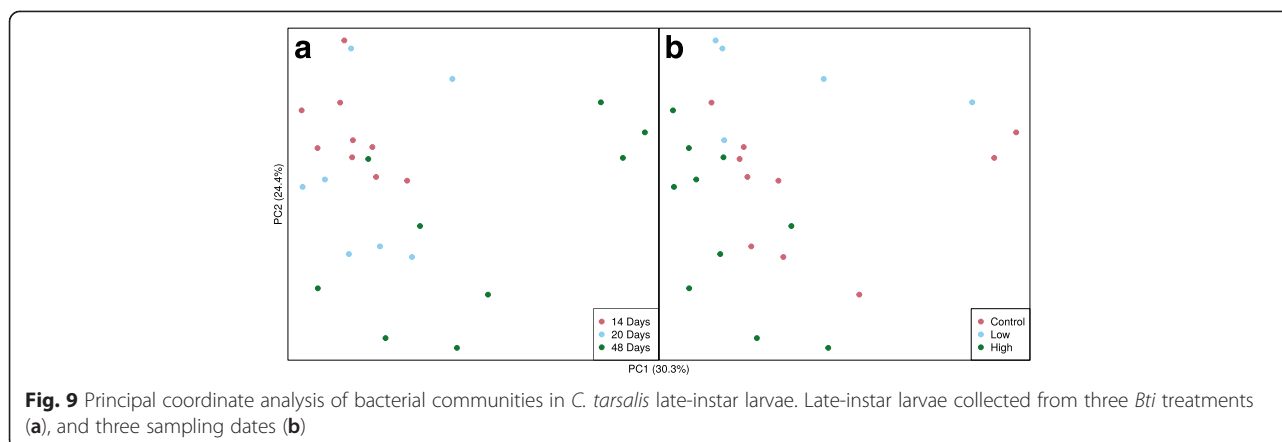 a
b
PC2 (24.4%)
14 Days
20 Days
48 Days
Control
Low
High
PC1 (30.3%)
Fig. 9 Principal coordinate analysis of bacterial communities in C. tarsalis late-instar larvae. Late-instar larvae collected from three Bti treatments
(a), and three sampling dates (b)